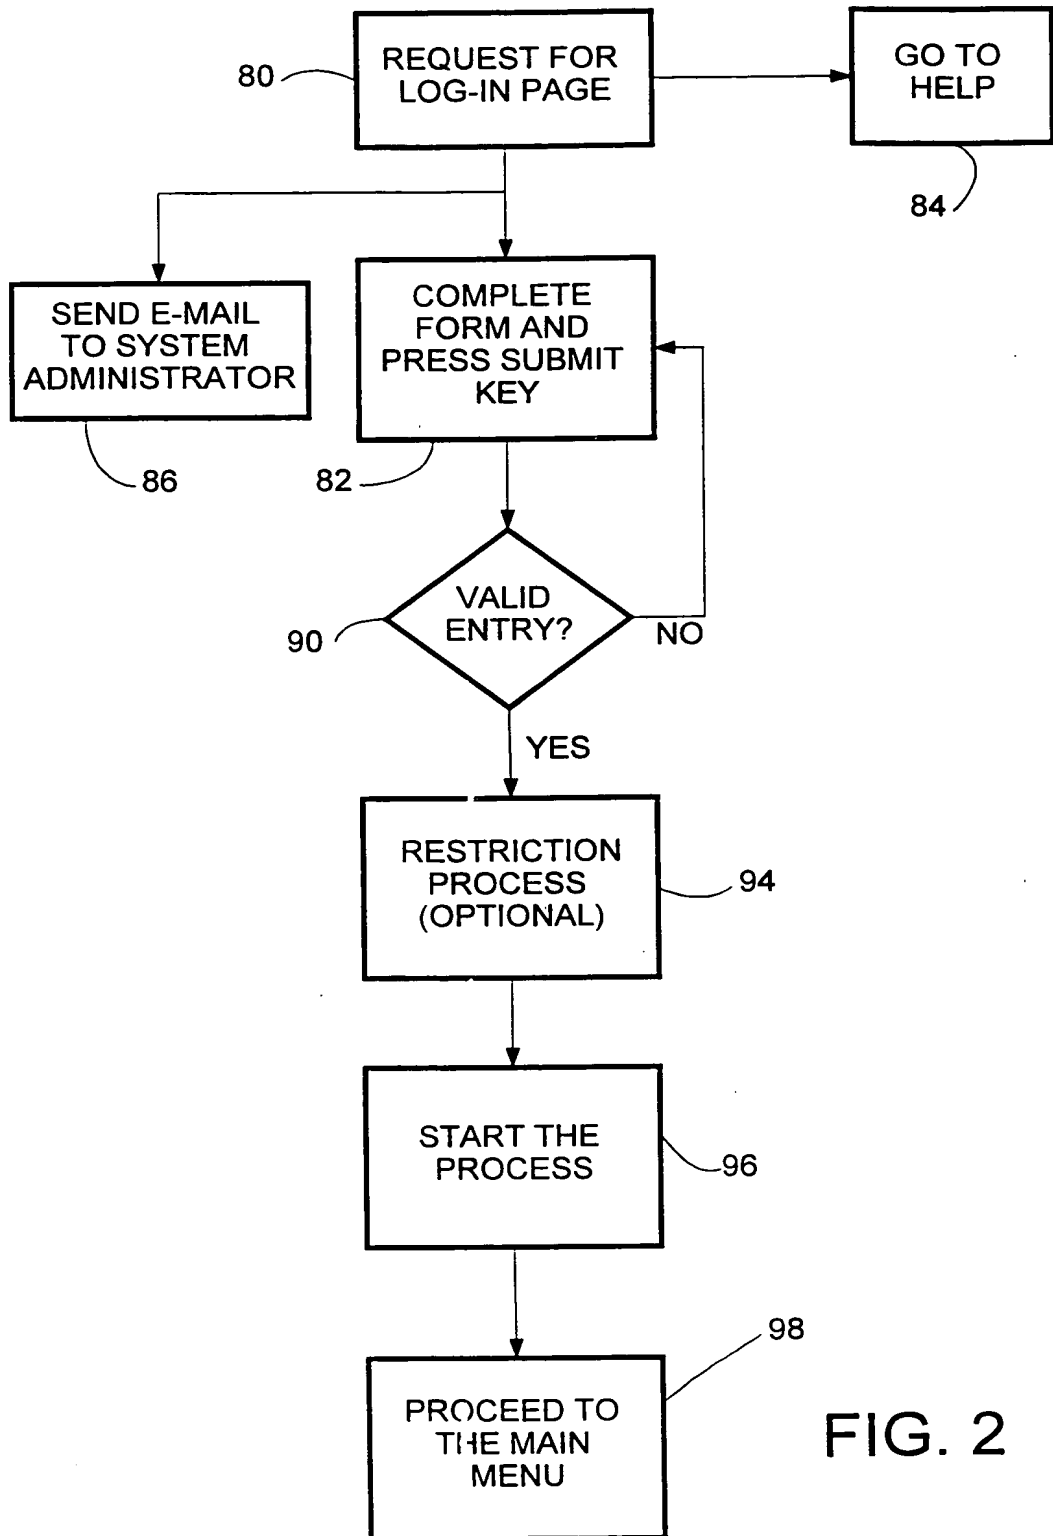 80
REQUEST FOR
LOG-IN PAGE
GO TO
HELP
84
SEND E-MAIL
TO SYSTEM
ADMINISTRATOR
86
COMPLETE
FORM AND
PRESS SUBMIT
KEY
82
VALID
ENTRY?
90
NO
YES
RESTRICTION
PROCESS
(OPTIONAL)
94
START THE
PROCESS
96
98
PROCEED TO
THE MAIN
MENU
FIG. 2